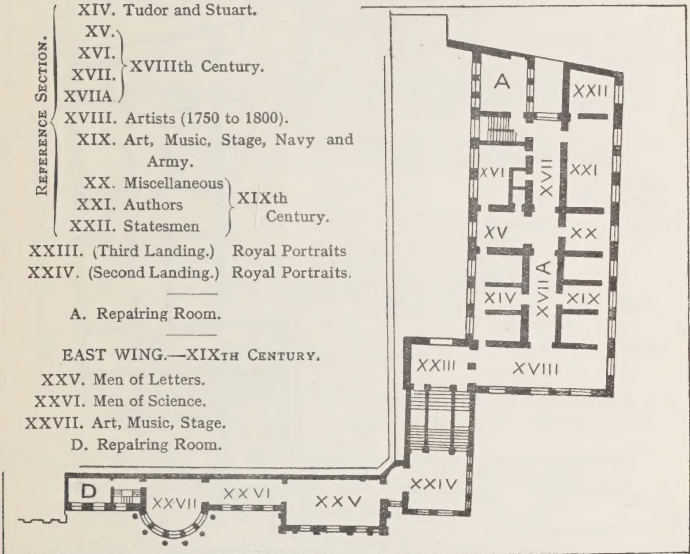 REFERENCE SECTION.
XIV. Tudor and Stuart.
XV.
XVI.
XVII.
XVIIA
XVIIIth Century.
XVIII. Artists (1750 to 1800).
XIX. Art, Music, Stage, Navy and
Army.
XX. Miscellaneous
XXI. Authors
XXII. Statesmen
XIXth
Century.
XXIII. (Third Landing.) Royal Portraits
XXIV. (Second Landing.) Royal Portraits.
A. Repairing Room.
EAST WING.—XIXTH CENTURY.
XXV. Men of Letters.
XXVI. Men of Science.
XXVII. Art, Music, Stage.
D. Repairing Room.
A
XXII
XVI
XVII
XXI
XV
XX
XVII A
XIV
XIX
XXIII
XVIII
XXIV
D
XXVII
XXVI
XXV